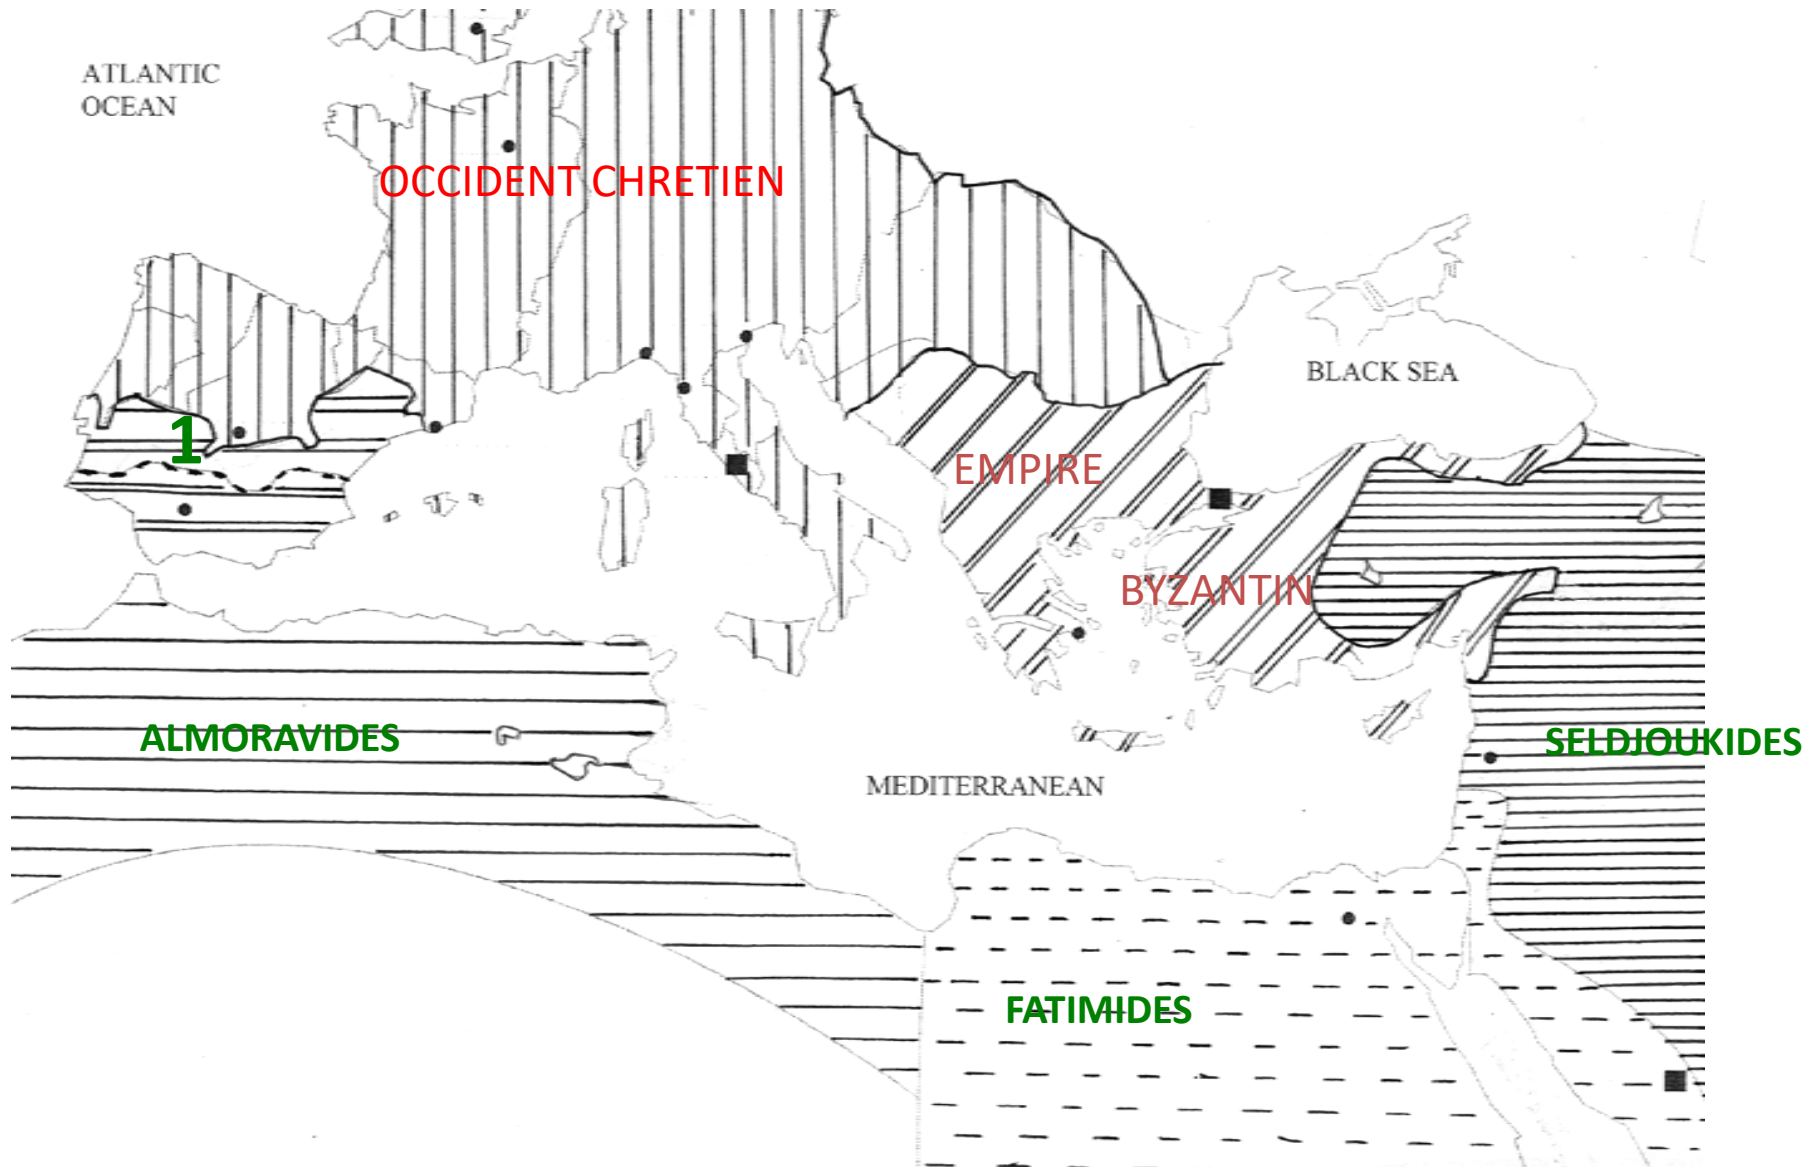 ATLANTIC
OCEAN
OCCIDENT CHRETIEN
BLACK SEA
1
EMPIRE
BYZANTIN
ALMORAVIDES
SELDJOUKIDES
MEDITERRANEAN
FATIMIDES